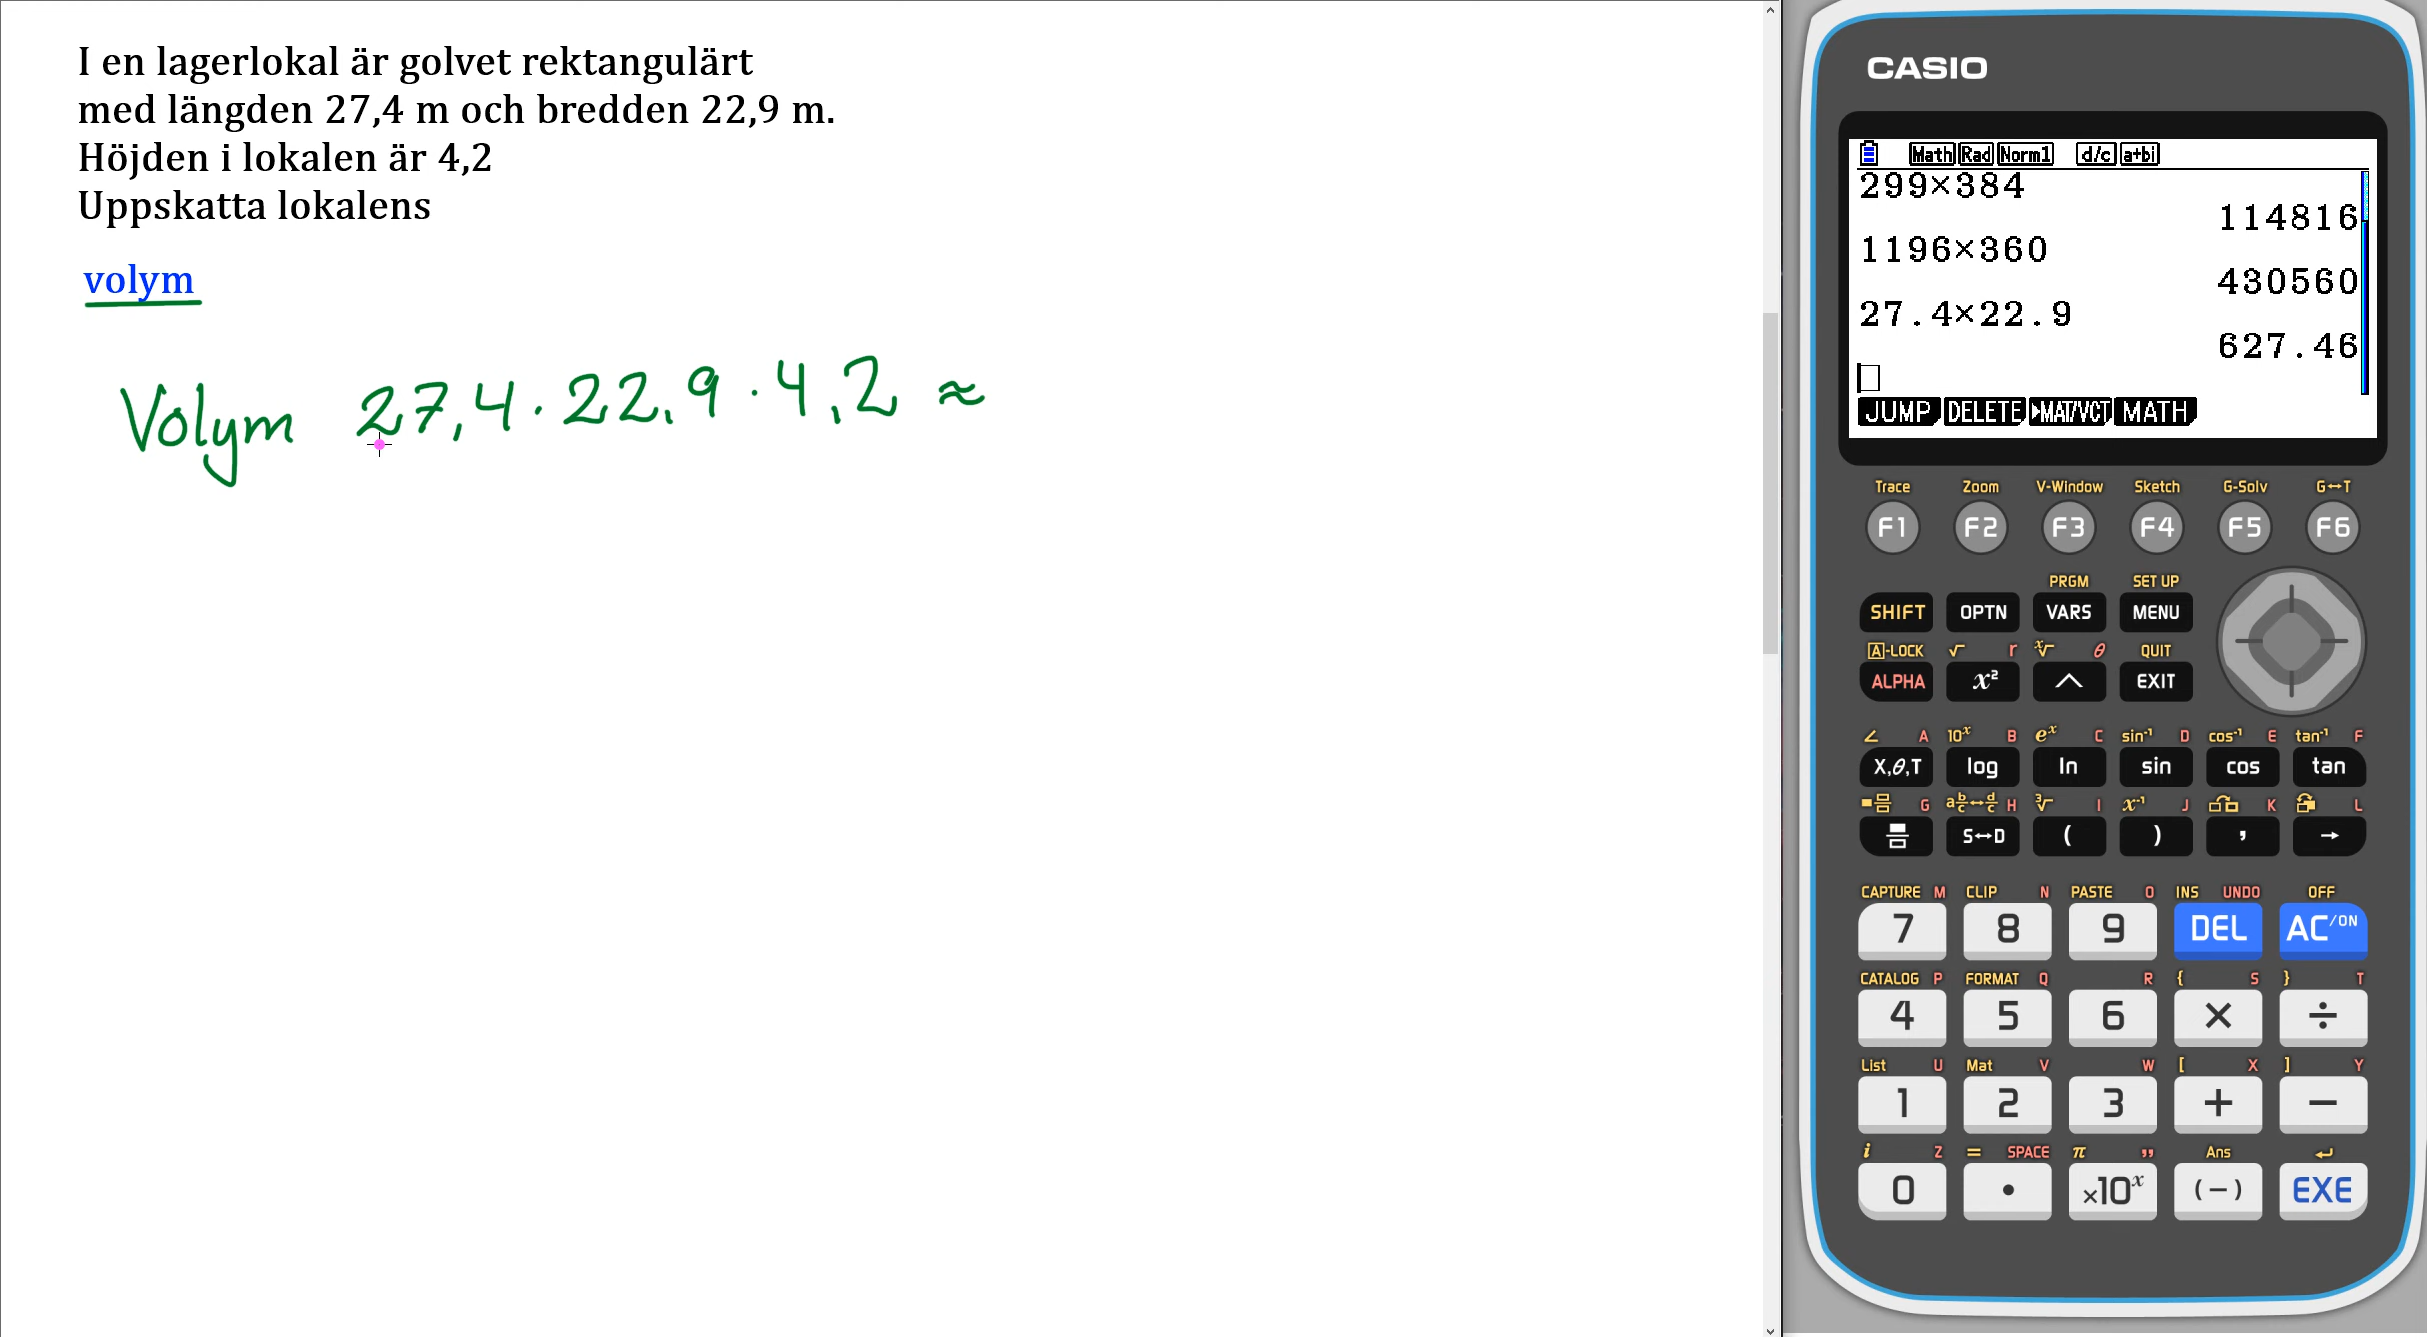 I en lagerlokal är golvet rektangulärt
med längden 27,4 m och bredden 22,9 m.
Höjden i lokalen är 4,2
Uppskatta lokalens
volym
Volym 27,4 · 22,9 · 4,2 ≈
CASIO
Math Rad Norm1 d/c a+bi
299×384
114816
1196×360
430560
27.4×22.9
627.46
JUMP DELETE ▸MAT/VCT MATH
Trace Zoom V-Window Sketch G-Solv G↔T
F1 F2 F3 F4 F5 F6
PRGM SET UP
SHIFT OPTN VARS MENU
A-LOCK √ r ˣ√ θ QUIT
ALPHA x² ^ EXIT
∠ A 10ˣ B eˣ C sin⁻¹ D cos⁻¹ E tan⁻¹ F
X,θ,T log ln sin cos tan
G a b/c↔d/c H ³√ I x⁻¹ J K L
S↔D ( ) , →
CAPTURE M CLIP N PASTE O INS UNDO OFF
7 8 9 DEL AC/ON
CATALOG P FORMAT Q R { S } T
4 5 6 × ÷
List U Mat V W [ X ] Y
1 2 3 + −
i Z = SPACE π " Ans ↵
0 • ×10ˣ (−) EXE